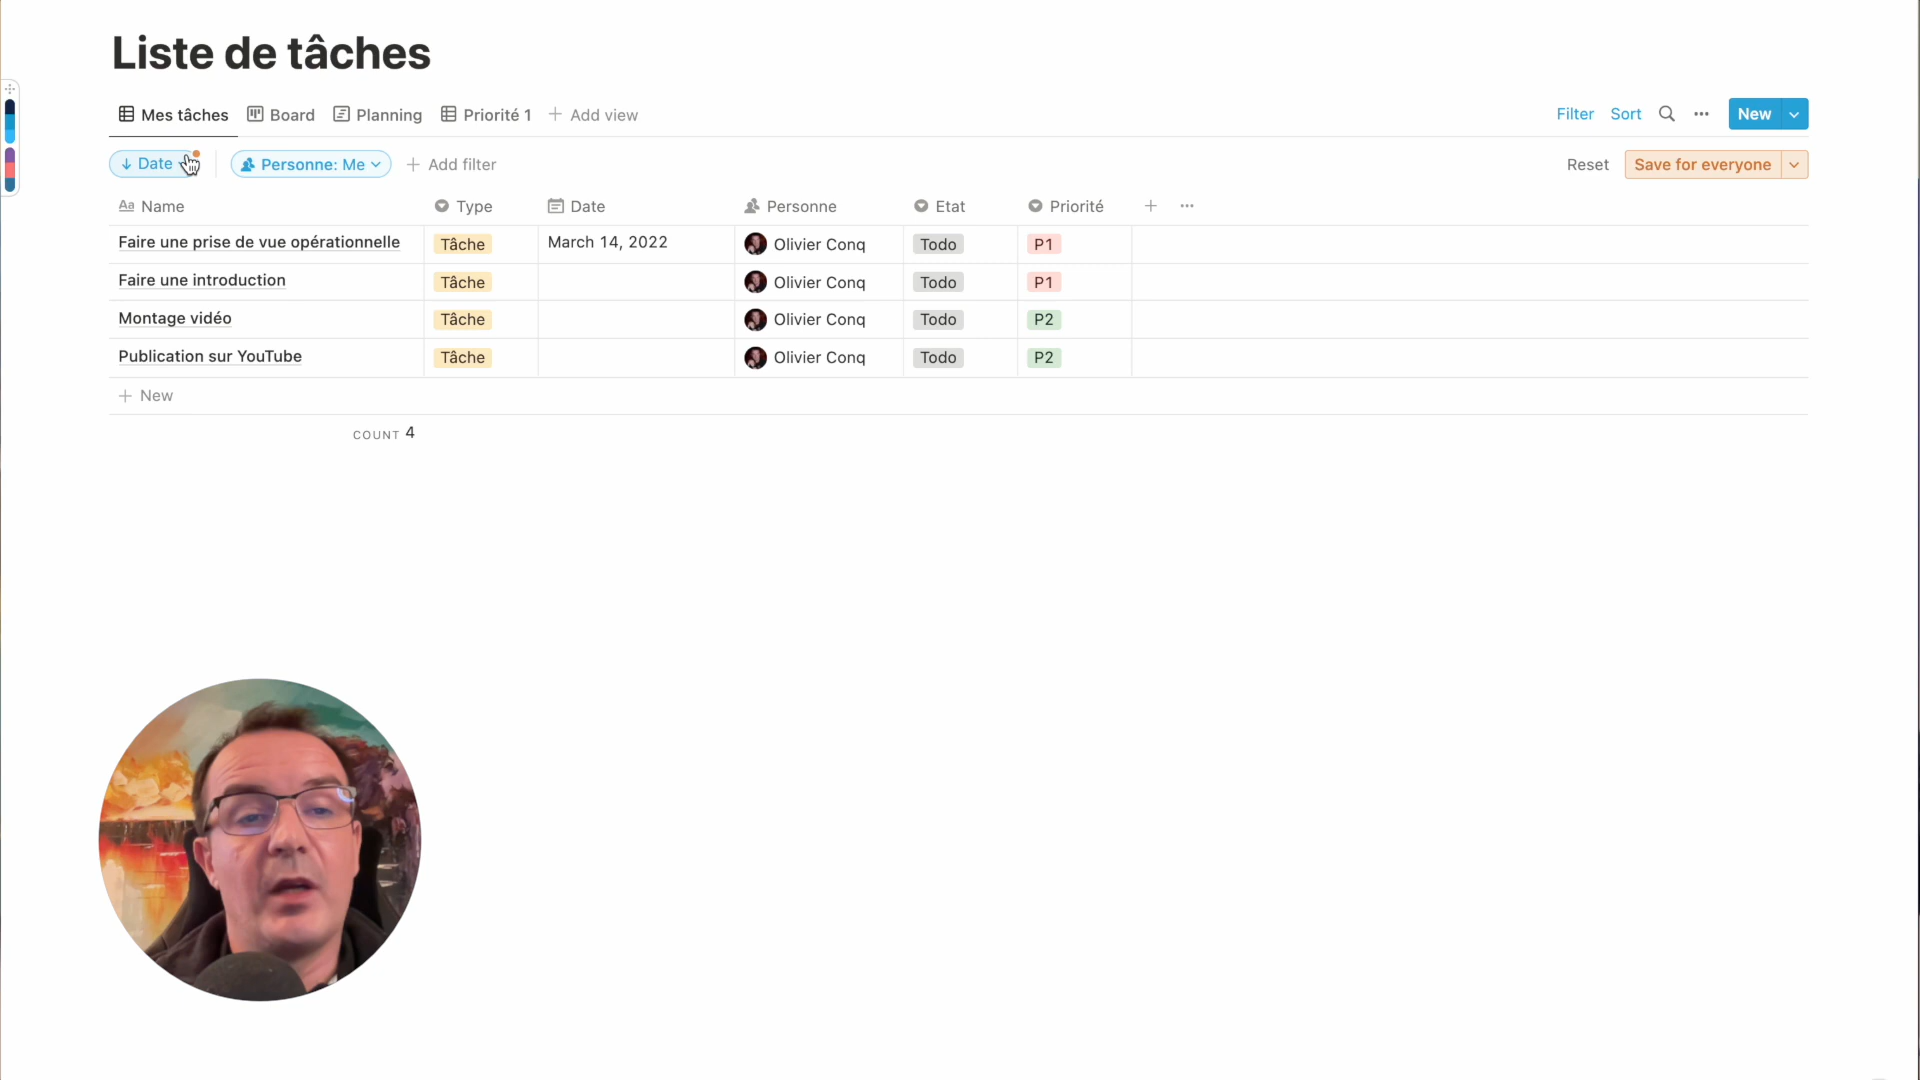 Liste de tâches
Mes tâches Board Planning Priorité 1 + Add view Filter Sort New
Date Personne: Me + Add filter Reset Save for everyone
Aa Name Type Date Personne Etat Priorité
Faire une prise de vue opérationnelle Tâche March 14, 2022 Olivier Conq Todo P1
Faire une introduction Tâche Olivier Conq Todo P1
Montage vidéo Tâche Olivier Conq Todo P2
Publication sur YouTube Tâche Olivier Conq Todo P2
+ New
COUNT 4